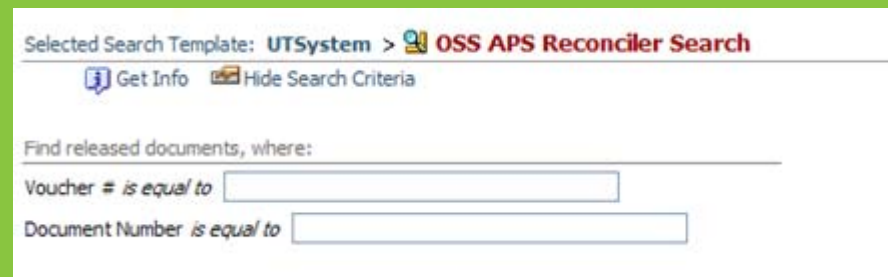 Selected Search Template: UTSystem > OSS APS Reconciler Search
Get Info Hide Search Criteria
Find released documents, where:
Voucher # is equal to
Document Number is equal to